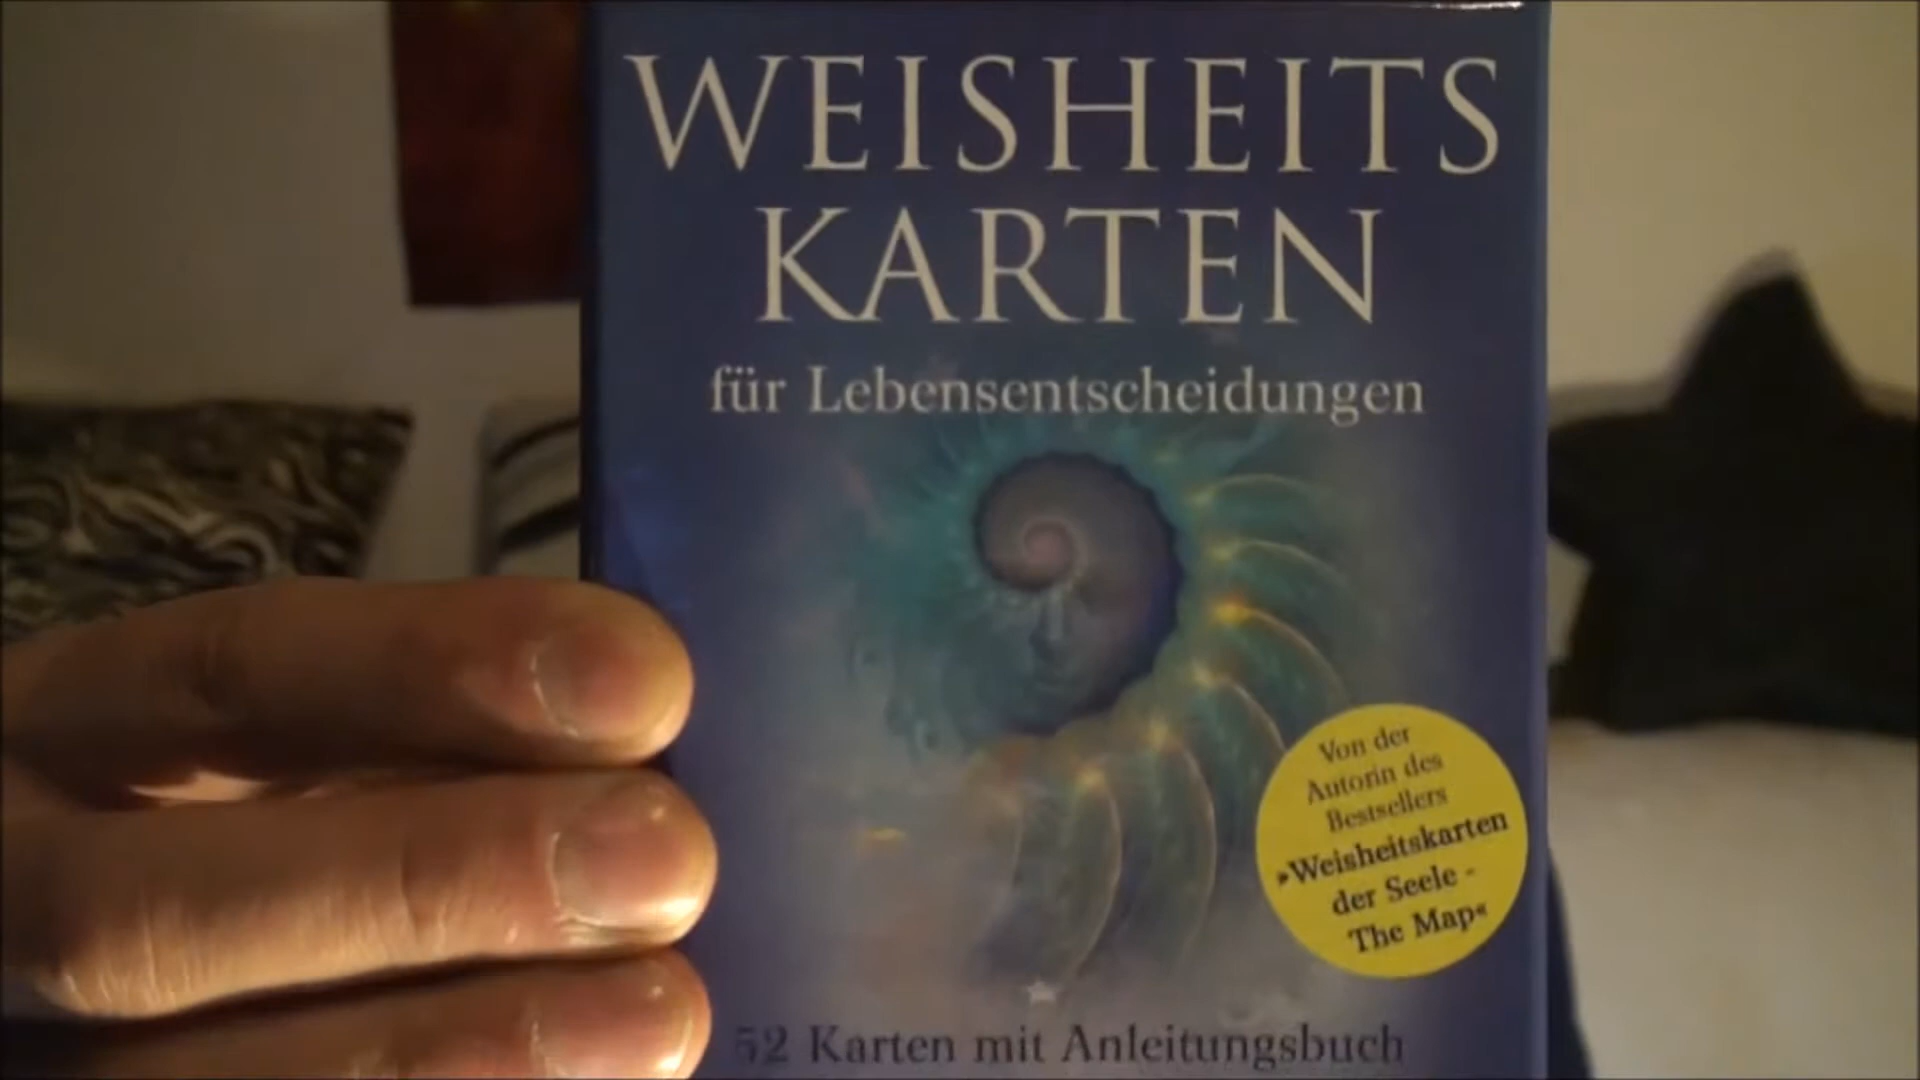 WEISHEITS
KARTEN
für Lebensentscheidungen
Von der
Autorin des
Bestsellers
»Weisheitskarten
der Seele -
The Map«
52 Karten mit Anleitungsbuch